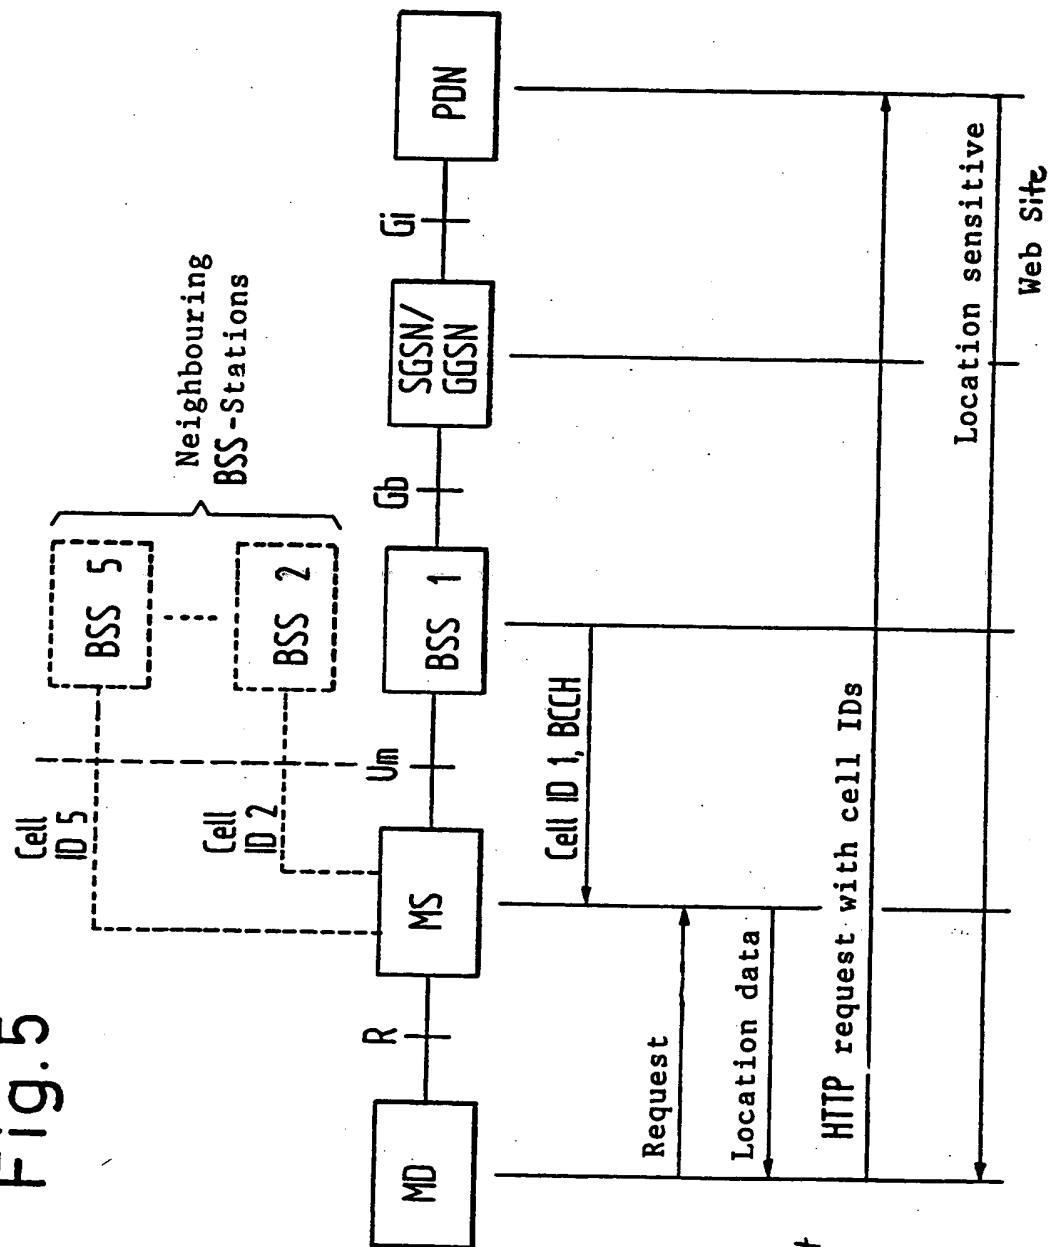 Fig.5
Cell
ID 5
Cell
ID 2
BSS 5
BSS 2
Neighbouring
BSS-Stations
MD
R
MS
Um
BSS 1
Gb
SGSN/
GGSN
Gi
PDN
Cell ID 1, BCCH
Request
Location data
HTTP request with cell IDs
Location sensitive
Web Site